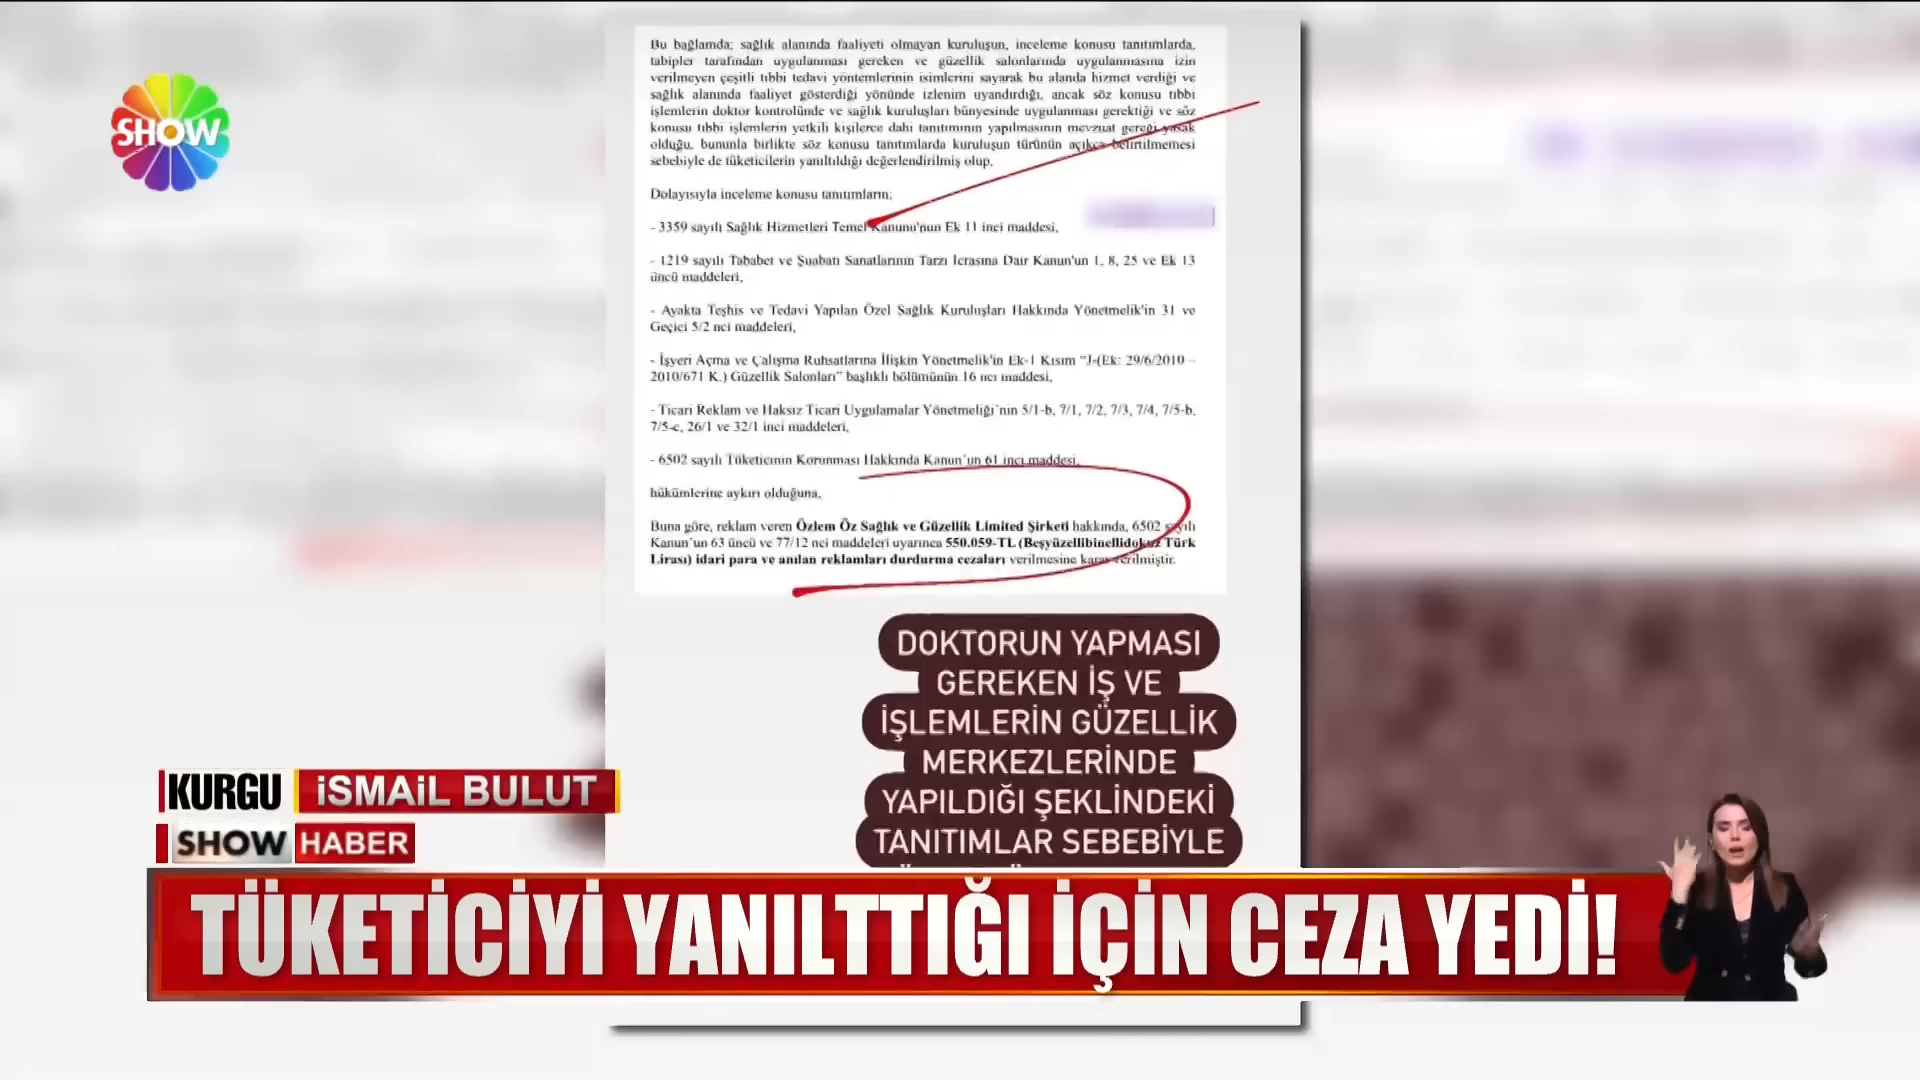 Bu bağlamda; sağlık alanında faaliyeti olmayan kuruluşun, inceleme konusu tanıtımlarda,
tabipler tarafından uygulanması gereken ve güzellik salonlarında uygulanmasına izin
verilmeyen çeşitli tıbbi tedavi yöntemlerinin isimlerini sayarak bu alanda hizmet verdiği ve
sağlık alanında faaliyet gösterdiği yönünde izlenim uyandırdığı, ancak söz konusu tıbbi
işlemlerin doktor kontrolünde ve sağlık kuruluşları bünyesinde uygulanması gerektiği ve söz
konusu tıbbi işlemlerin yetkili kişilerce dahi tanıtımının yapılmasının mevzuat gereği yasak
olduğu, bununla birlikte söz konusu tanıtımlarda kuruluşun türünün açıkça belirtilmemesi
sebebiyle de tüketicilerin yanıltıldığı değerlendirilmiş olup,
Dolayısıyla inceleme konusu tanıtımların;
- 3359 sayılı Sağlık Hizmetleri Temel Kanunu'nun Ek 11 inci maddesi,
- 1219 sayılı Tababet ve Şuabatı Sanatlarının Tarzı İcrasına Dair Kanun'un 1, 8, 25 ve Ek 13
üncü maddeleri,
- Ayakta Teşhis ve Tedavi Yapılan Özel Sağlık Kuruluşları Hakkında Yönetmelik'in 31 ve
Geçici 5/2 nci maddeleri,
- İşyeri Açma ve Çalışma Ruhsatlarına İlişkin Yönetmelik'in Ek-1 Kısım "J-(Ek: 29/6/2010 –
2010/671 K.) Güzellik Salonları" başlıklı bölümünün 16 ncı maddesi,
- Ticari Reklam ve Haksız Ticari Uygulamalar Yönetmeliği'nin 5/1-b, 7/1, 7/2, 7/3, 7/4, 7/5-b,
7/5-c, 26/1 ve 32/1 inci maddeleri,
- 6502 sayılı Tüketicinin Korunması Hakkında Kanun'un 61 inci maddesi,
hükümlerine aykırı olduğuna,
Buna göre, reklam veren Özlem Öz Sağlık ve Güzellik Limited Şirketi hakkında, 6502 sayılı
Kanun'un 63 üncü ve 77/12 nci maddeleri uyarınca 550.059-TL (Beşyüzellibinellidokuz Türk
Lirası) idari para ve anılan reklamları durdurma cezaları verilmesine karar verilmiştir.
SHOW
DOKTORUN YAPMASI
GEREKEN İŞ VE
İŞLEMLERİN GÜZELLİK
MERKEZLERİNDE
YAPILDIĞI ŞEKLİNDEKİ
TANITIMLAR SEBEBİYLE
KURGU İSMAİL BULUT
SHOW HABER
TÜKETİCİYİ YANILTTIĞI İÇİN CEZA YEDİ!